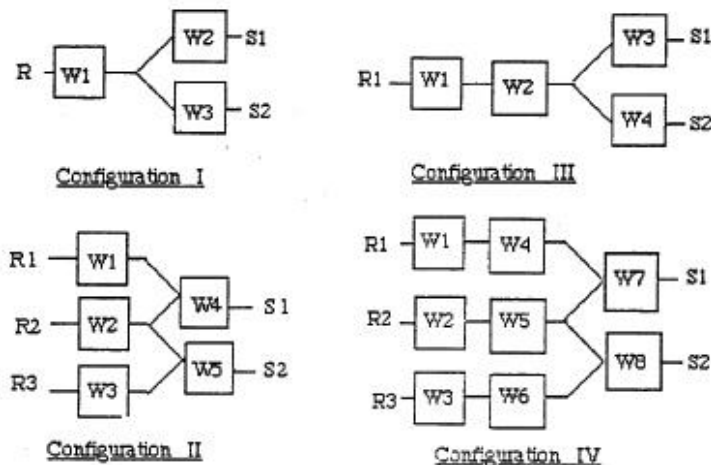 R W1 W2 S1
W3 S2
Configuration I
R1 W1 W2 W3 S1
W4 S2
Configuration III
R1 W1
W4 S1
R2 W2
W5 S2
R3 W3
Configuration II
R1 W1 W4
W7 S1
R2 W2 W5
W8 S2
R3 W3 W6
Configuration IV